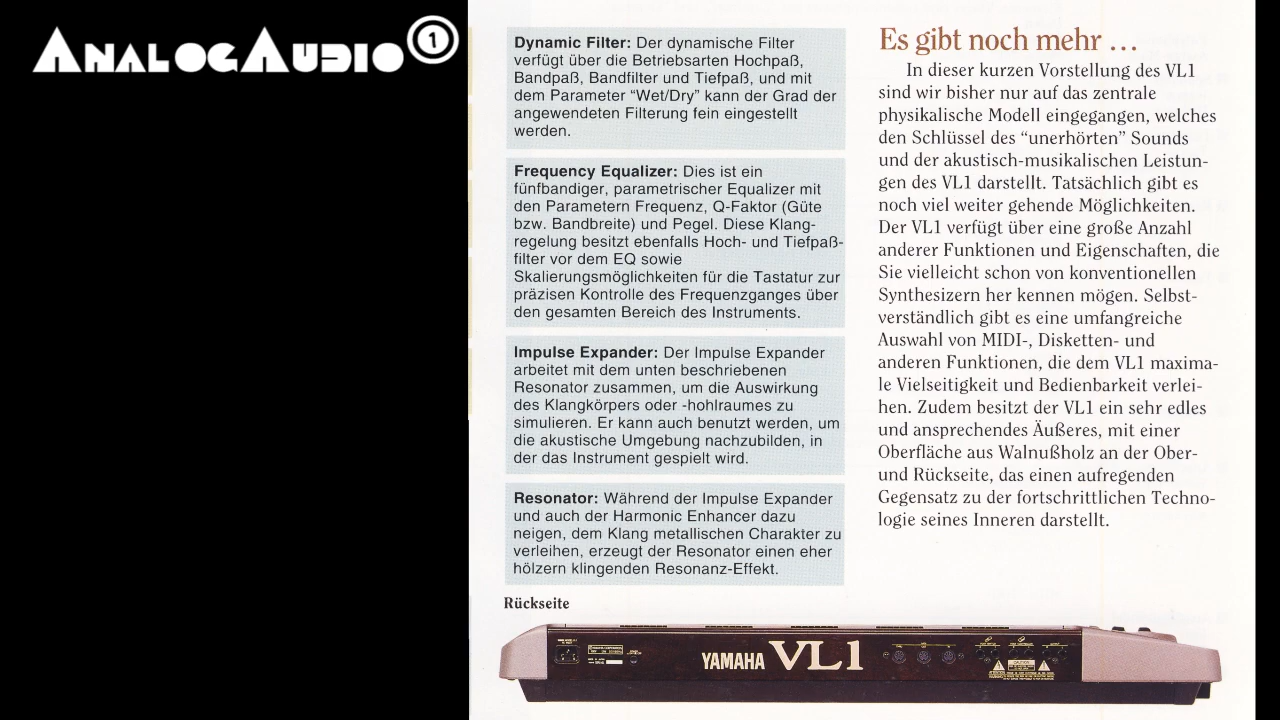 ANALOGAUDIO 1
Dynamic Filter: Der dynamische Filter
verfügt über die Betriebsarten Hochpaß,
Bandpaß, Bandfilter und Tiefpaß, und mit
dem Parameter “Wet/Dry” kann der Grad der
angewendeten Filterung fein eingestellt
werden.
Frequency Equalizer: Dies ist ein
fünfbandiger, parametrischer Equalizer mit
den Parametern Frequenz, Q-Faktor (Güte
bzw. Bandbreite) und Pegel. Diese Klang-
regelung besitzt ebenfalls Hoch- und Tiefpaß-
filter vor dem EQ sowie
Skalierungsmöglichkeiten für die Tastatur zur
präzisen Kontrolle des Frequenzganges über
den gesamten Bereich des Instruments.
Impulse Expander: Der Impulse Expander
arbeitet mit dem unten beschriebenen
Resonator zusammen, um die Auswirkung
des Klangkörpers oder -hohlraumes zu
simulieren. Er kann auch benutzt werden, um
die akustische Umgebung nachzubilden, in
der das Instrument gespielt wird.
Resonator: Während der Impulse Expander
und auch der Harmonic Enhancer dazu
neigen, dem Klang metallischen Charakter zu
verleihen, erzeugt der Resonator einen eher
hölzern klingenden Resonanz-Effekt.
Es gibt noch mehr …
In dieser kurzen Vorstellung des VL1
sind wir bisher nur auf das zentrale
physikalische Modell eingegangen, welches
den Schlüssel des “unerhörten” Sounds
und der akustisch-musikalischen Leistun-
gen des VL1 darstellt. Tatsächlich gibt es
noch viel weiter gehende Möglichkeiten.
Der VL1 verfügt über eine große Anzahl
anderer Funktionen und Eigenschaften, die
Sie vielleicht schon von konventionellen
Synthesizern her kennen mögen. Selbst-
verständlich gibt es eine umfangreiche
Auswahl von MIDI-, Disketten- und
anderen Funktionen, die dem VL1 maxima-
le Vielseitigkeit und Bedienbarkeit verlei-
hen. Zudem besitzt der VL1 ein sehr edles
und ansprechendes Äußeres, mit einer
Oberfläche aus Walnußholz an der Ober-
und Rückseite, das einen aufregenden
Gegensatz zu der fortschrittlichen Techno-
logie seines Inneren darstellt.
Rückseite
YAMAHA VL1
CAUTION